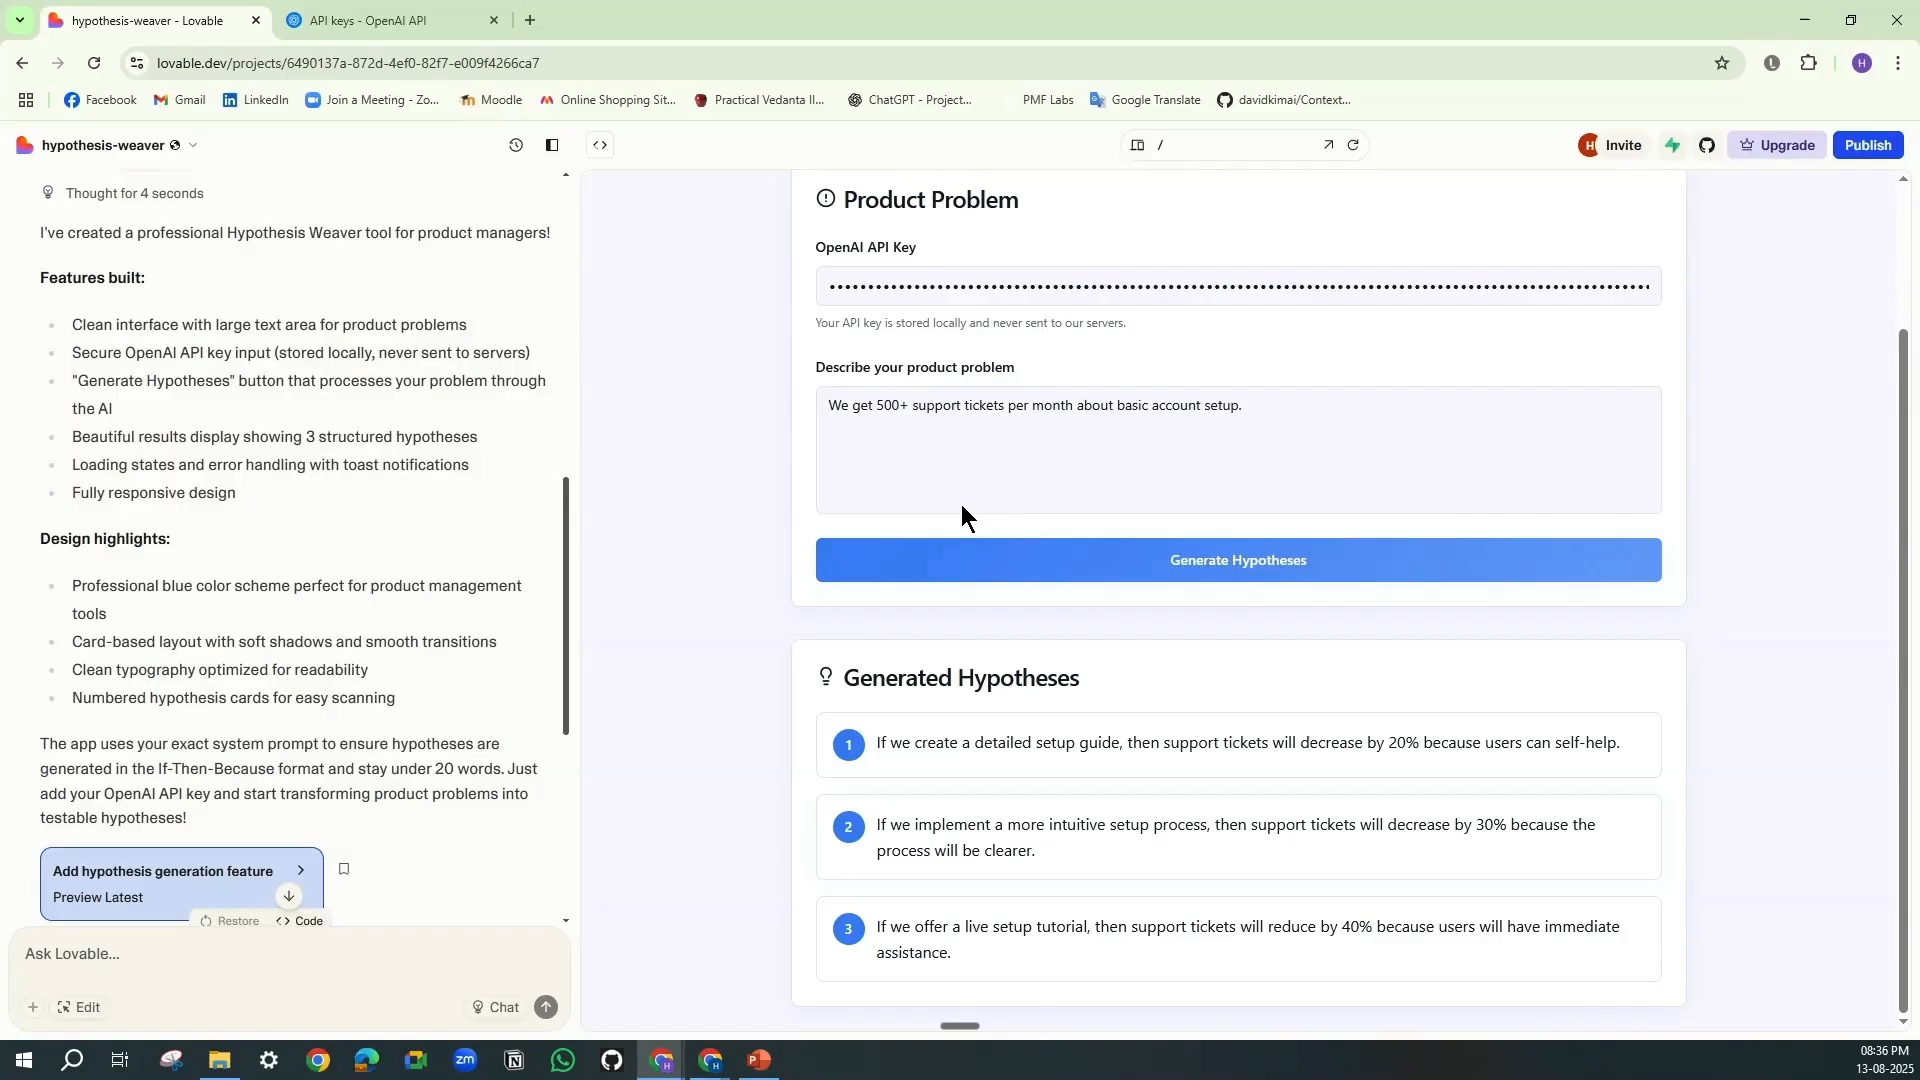 hypothesis-weaver - Lovable
API keys - OpenAI API
lovable.dev/projects/6490137a-872d-4ef0-82f7-e009f4266ca7
H
Facebook
Gmail
LinkedIn
Join a Meeting - Zo...
Moodle
Online Shopping Sit...
Practical Vedanta II...
ChatGPT - Project...
PMF Labs
Google Translate
davidkimai/Context...
hypothesis-weaver
/
Invite
Upgrade
Publish
Thought for 4 seconds
I've created a professional Hypothesis Weaver tool for product managers!
Features built:
Clean interface with large text area for product problems
Secure OpenAI API key input (stored locally, never sent to servers)
"Generate Hypotheses" button that processes your problem through
the AI
Beautiful results display showing 3 structured hypotheses
Loading states and error handling with toast notifications
Fully responsive design
Design highlights:
Professional blue color scheme perfect for product management
tools
Card-based layout with soft shadows and smooth transitions
Clean typography optimized for readability
Numbered hypothesis cards for easy scanning
The app uses your exact system prompt to ensure hypotheses are
generated in the If-Then-Because format and stay under 20 words. Just
add your OpenAI API key and start transforming product problems into
testable hypotheses!
Add hypothesis generation feature
Preview Latest
Restore
Code
Ask Lovable...
Edit
Chat
Product Problem
OpenAI API Key
Your API key is stored locally and never sent to our servers.
Describe your product problem
We get 500+ support tickets per month about basic account setup.
Generate Hypotheses
Generated Hypotheses
1 If we create a detailed setup guide, then support tickets will decrease by 20% because users can self-help.
2 If we implement a more intuitive setup process, then support tickets will decrease by 30% because the
process will be clearer.
3 If we offer a live setup tutorial, then support tickets will reduce by 40% because users will have immediate
assistance.
zm
08:36 PM
13-08-2025